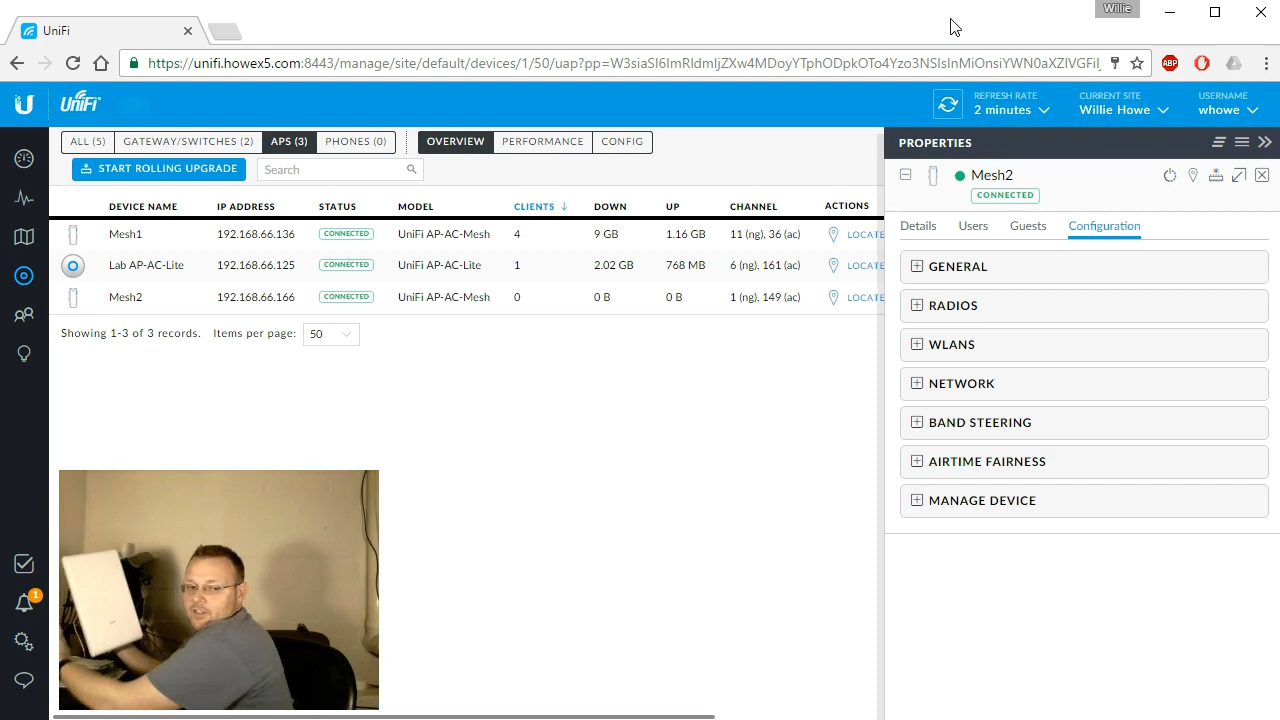 Willie
UniFi
https://unifi.howex5.com:8443/manage/site/default/devices/1/50/uap?pp=W3siaSI6ImRldmljZXw4MDoyYTphODpkOTo4Yzo3NSIsInMiOnsiYWN0aXZlVGFiI
ABP
U UniFi
REFRESH RATE CURRENT SITE USERNAME
2 minutes Willie Howe whowe
ALL (5) GATEWAY/SWITCHES (2) APS (3) PHONES (0) OVERVIEW PERFORMANCE CONFIG
START ROLLING UPGRADE Search
DEVICE NAME IP ADDRESS STATUS MODEL CLIENTS DOWN UP CHANNEL ACTIONS
Mesh1 192.168.66.136 CONNECTED UniFi AP-AC-Mesh 4 9 GB 1.16 GB 11 (ng), 36 (ac) LOCATE
Lab AP-AC-Lite 192.168.66.125 CONNECTED UniFi AP-AC-Lite 1 2.02 GB 768 MB 6 (ng), 161 (ac) LOCATE
Mesh2 192.168.66.166 CONNECTED UniFi AP-AC-Mesh 0 0 B 0 B 1 (ng), 149 (ac) LOCATE
Showing 1-3 of 3 records. Items per page: 50
PROPERTIES
Mesh2
CONNECTED
Details Users Guests Configuration
GENERAL
RADIOS
WLANS
NETWORK
BAND STEERING
AIRTIME FAIRNESS
MANAGE DEVICE
1